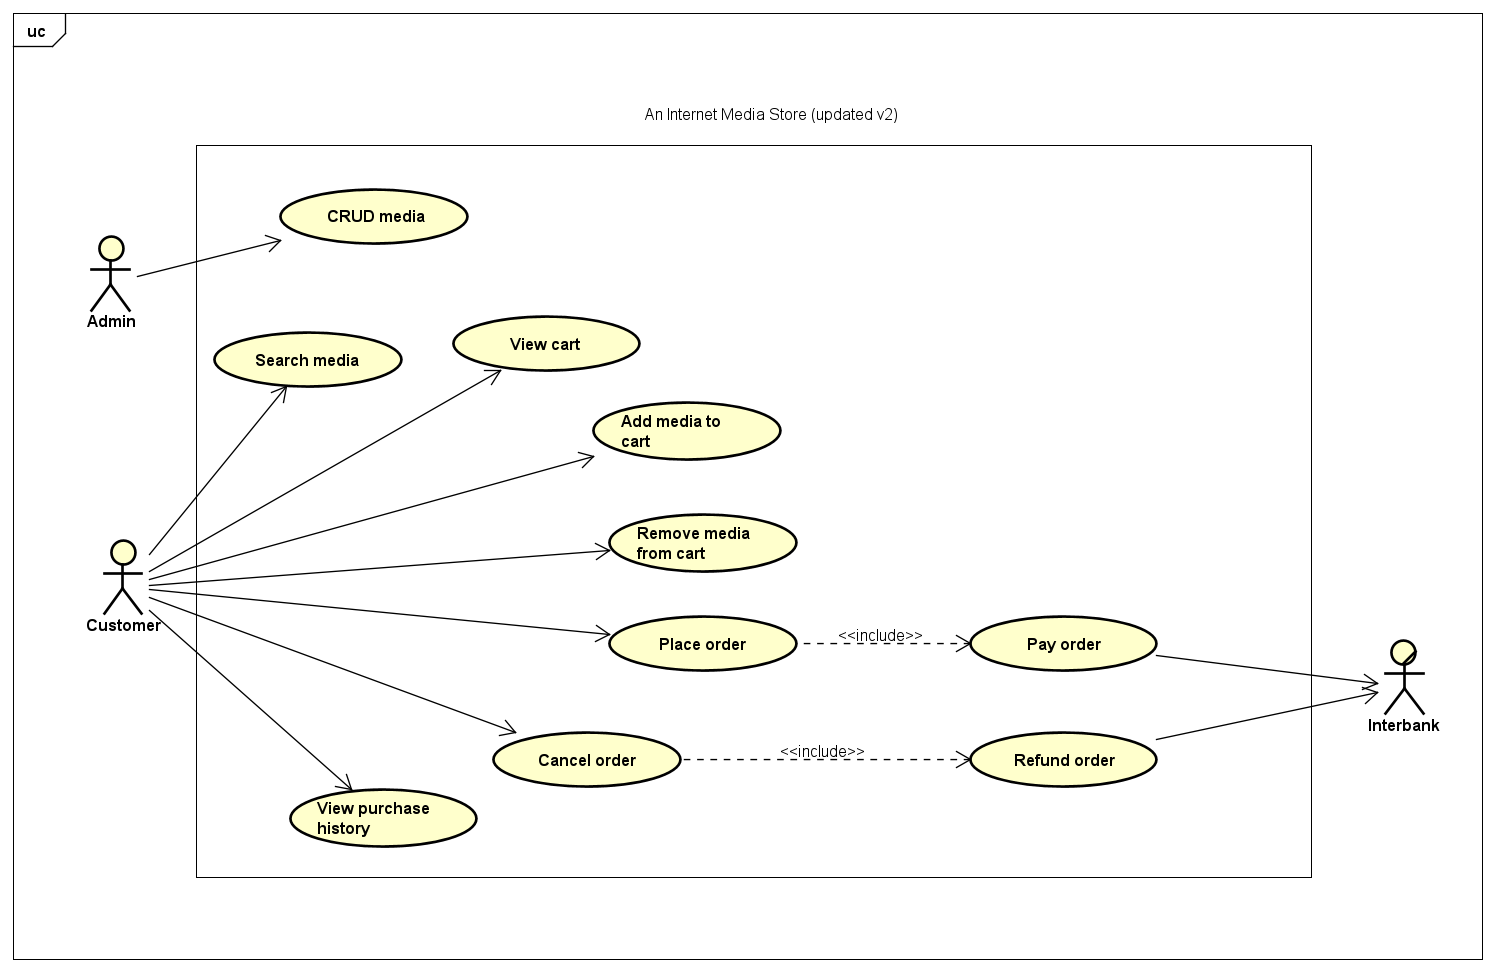 uc
An Internet Media Store (updated v2)
CRUD media
Admin
Search media
View cart
Add media to
cart
Remove media
from cart
Customer
Place order
<<include>>
Pay order
Interbank
Cancel order
<<include>>
Refund order
View purchase
history